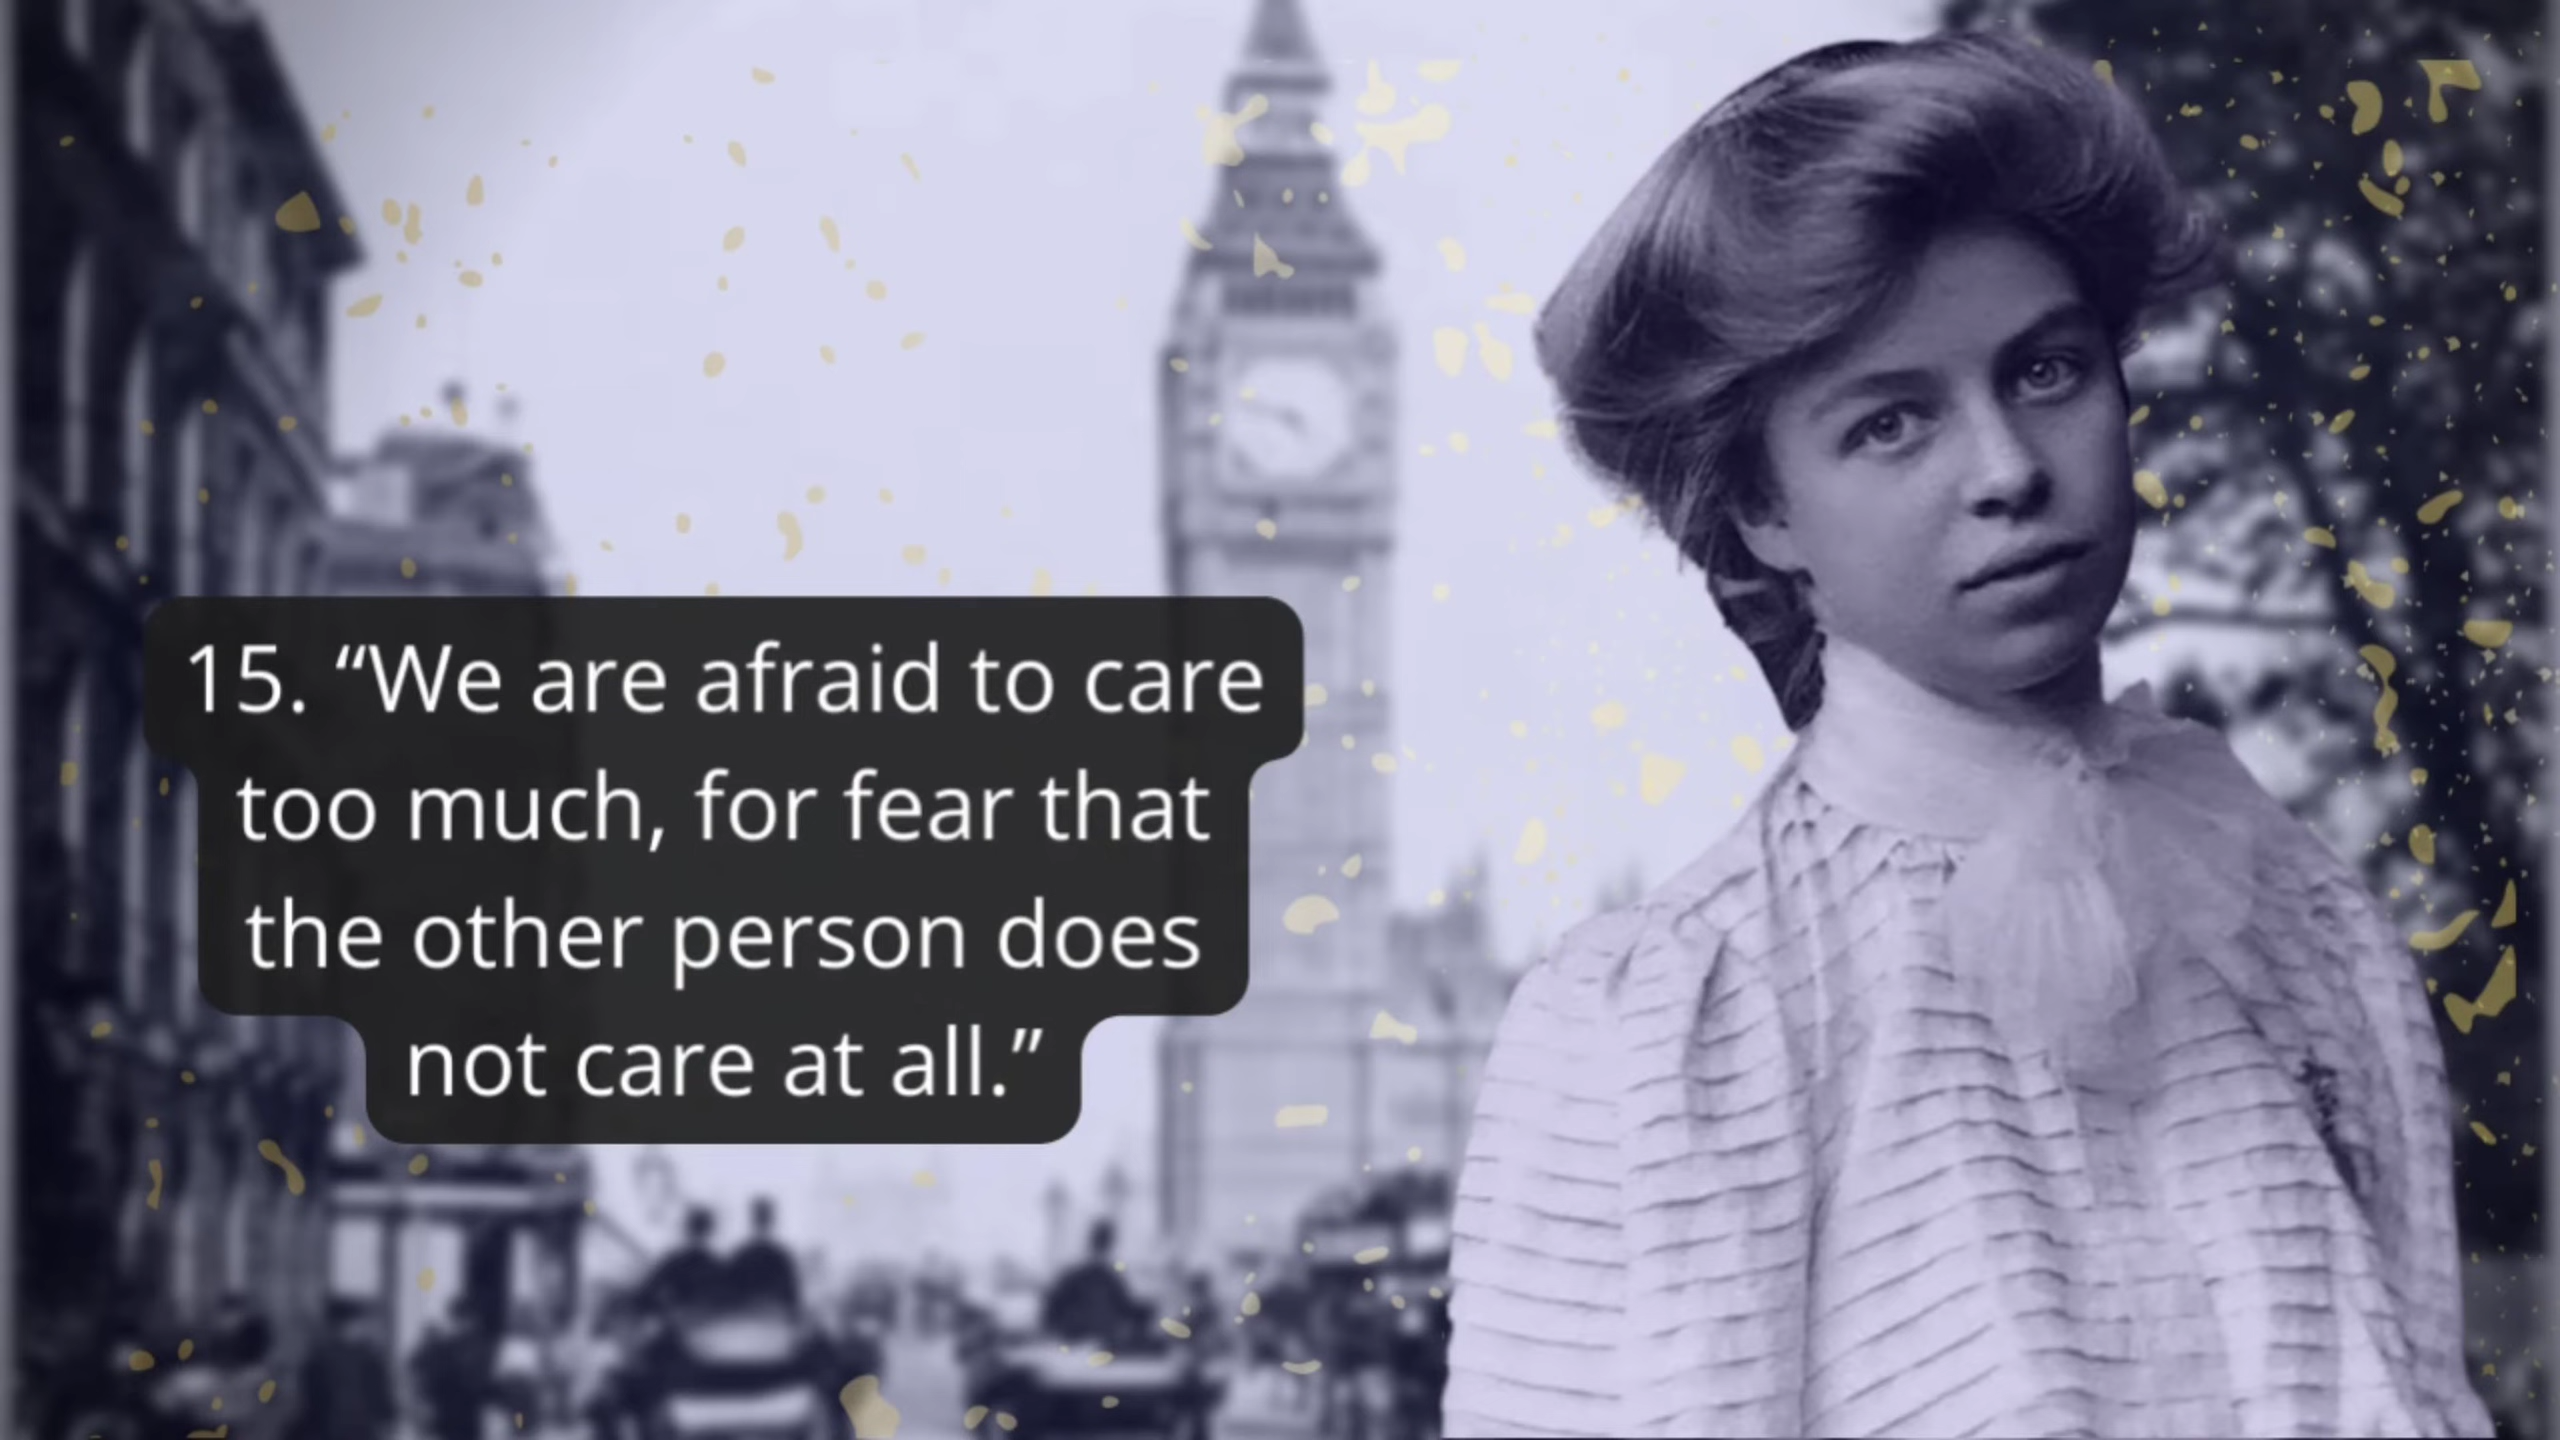 15. “We are afraid to care
too much, for fear that
the other person does
not care at all.”